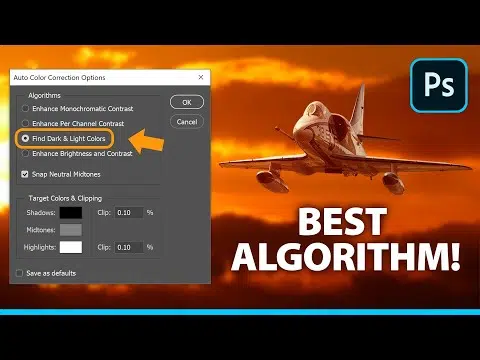 Auto Color Correction Options
Algorithms
Enhance Monochromatic Contrast
Enhance Per Channel Contrast
Find Dark & Light Colors
Enhance Brightness and Contrast
Snap Neutral Midtones
OK
Cancel
Target Colors & Clipping
Shadows: Clip: 0.10 %
Midtones:
Highlights: Clip: 0.10 %
Save as defaults
Ps
BEST
ALGORITHM!